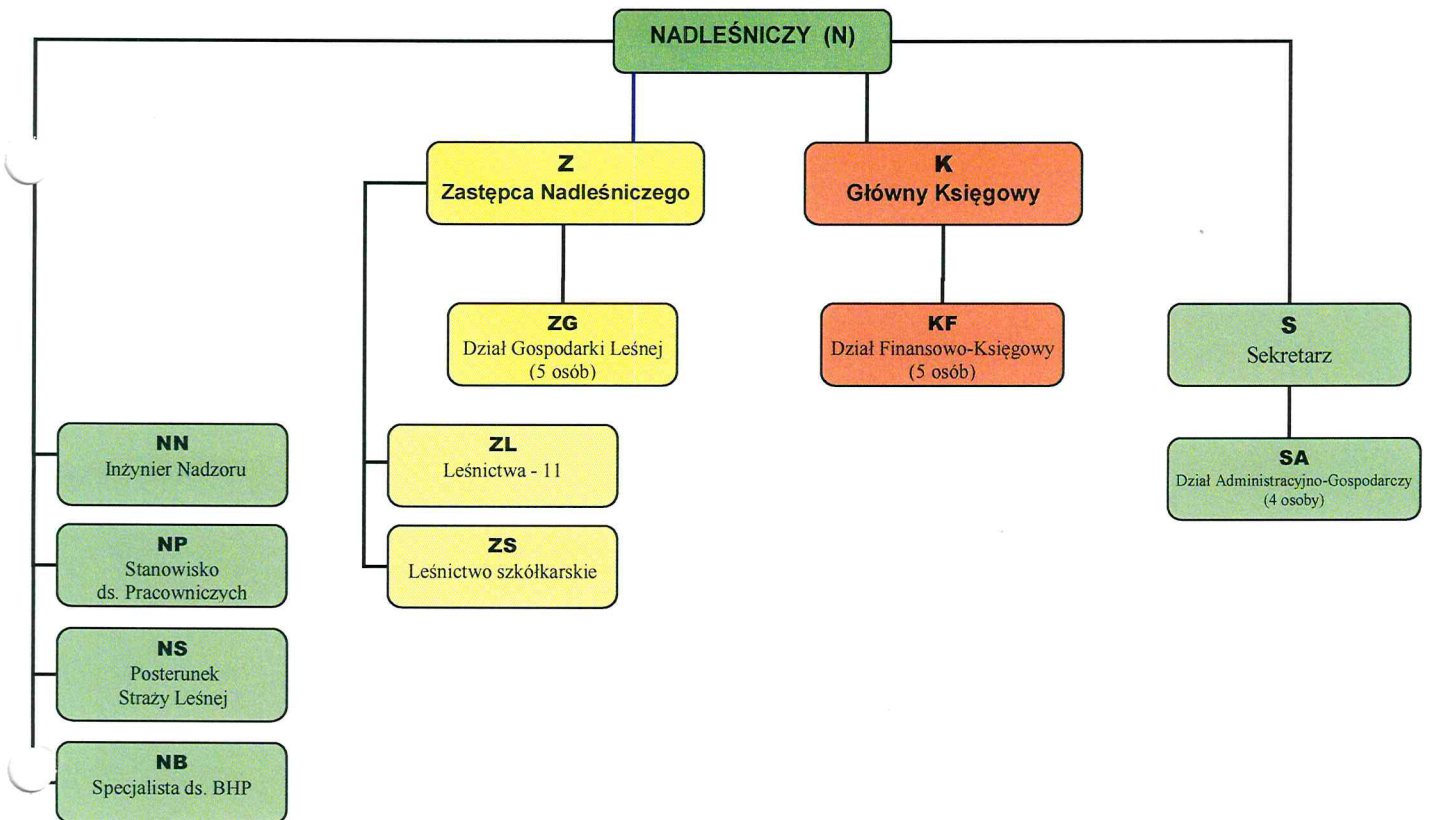 NADLEŚNICZY (N)
Z
Zastępca Nadleśniczego
K
Główny Księgowy
ZG
Dział Gospodarki Leśnej
(5 osób)
KF
Dział Finansowo-Księgowy
(5 osób)
S
Sekretarz
SA
Dział Administracyjno-Gospodarczy
(4 osoby)
NN
Inżynier Nadzoru
NP
Stanowisko
ds. Pracowniczych
NS
Posterunek
Straży Leśnej
NB
Specjalista ds. BHP
ZL
Leśnictwa - 11
ZS
Leśnictwo szkółkarskie